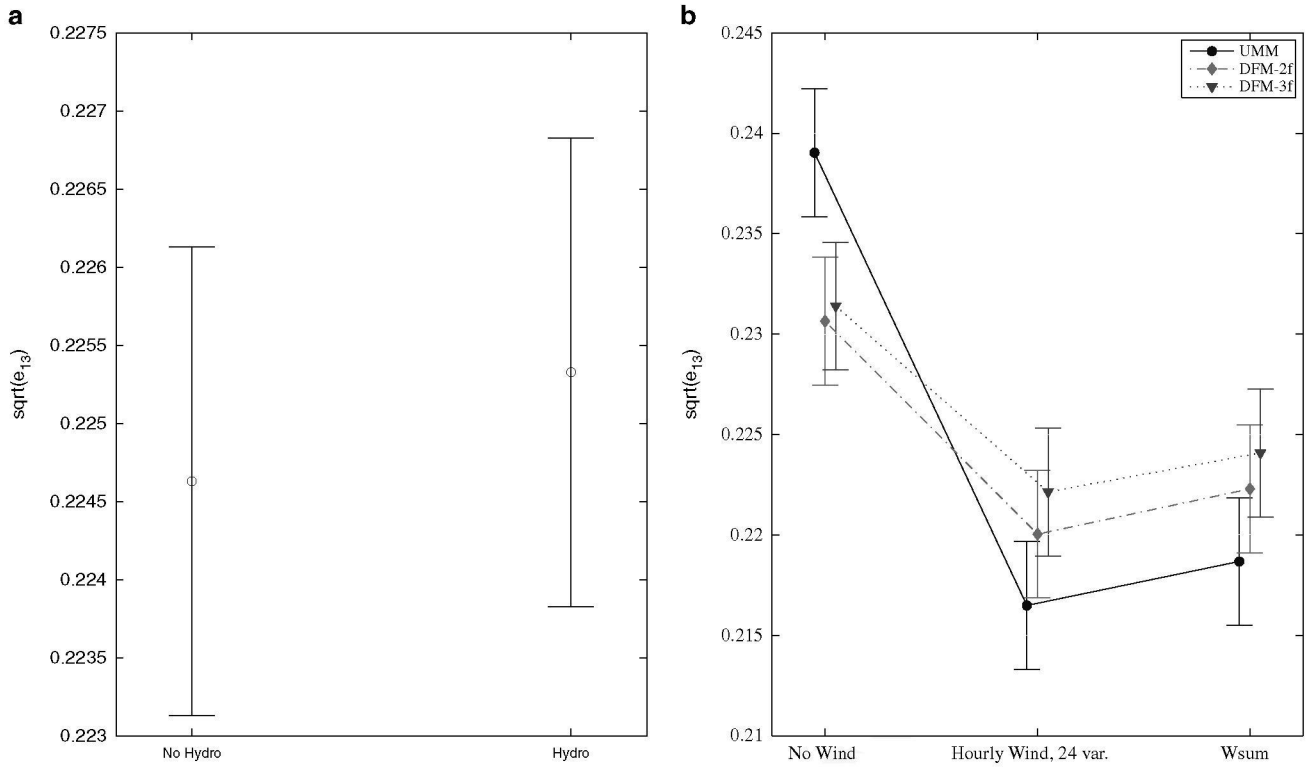 a
0.2275
0.227
0.2265
0.226
0.2255
0.225
0.2245
0.224
0.2235
0.223
sqrt(e13)
No Hydro
Hydro
b
0.245
0.24
0.235
0.23
0.225
0.22
0.215
0.21
sqrt(e13)
UMM
DFM-2f
DFM-3f
No Wind
Hourly Wind, 24 var.
Wsum